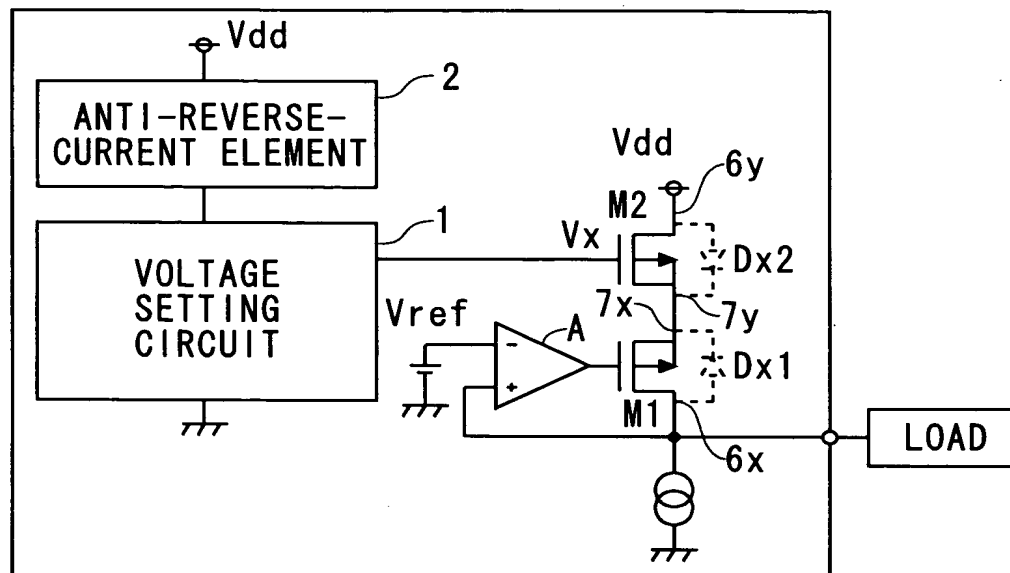 Vdd
2
ANTI-REVERSE-
CURRENT ELEMENT
Vdd
6y
M2
1
Vx
Dx2
VOLTAGE
SETTING
CIRCUIT
7x
7y
Vref
A
-
+
Dx1
M1
6x
LOAD